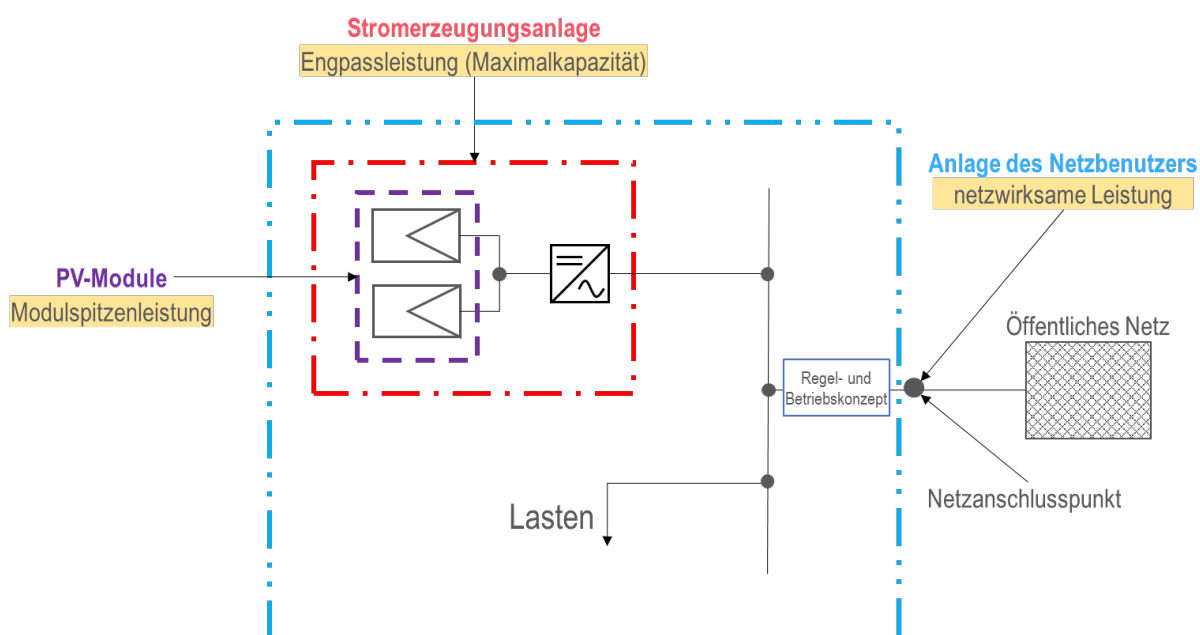 Stromerzeugungsanlage
Engpassleistung (Maximalkapazität)
Anlage des Netzbenutzers
netzwirksame Leistung
PV-Module
Modulspitzenleistung
Öffentliches Netz
Regel- und
Betriebskonzept
Netzanschlusspunkt
Lasten